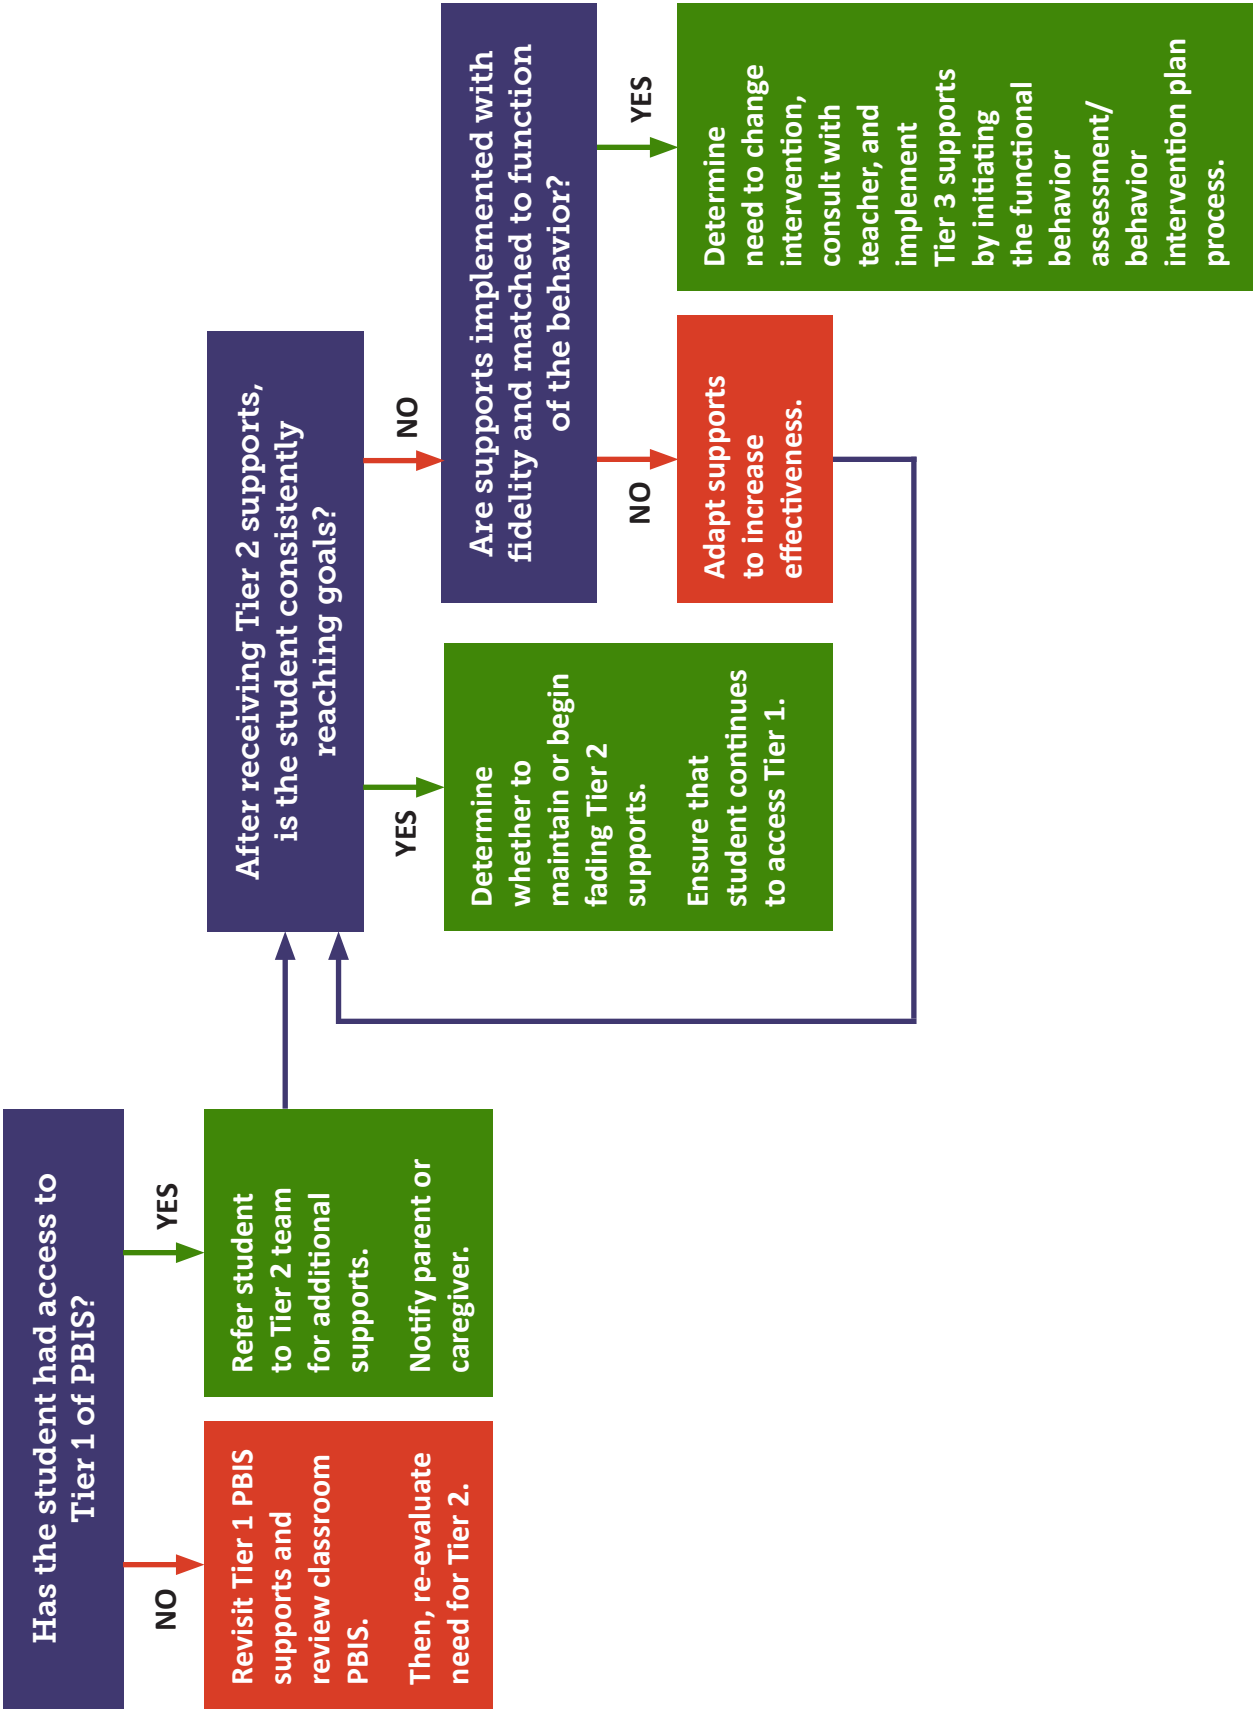 Has the student had access to
Tier 1 of PBIS?
NO
YES
Revisit Tier 1 PBIS
supports and
review classroom
PBIS.
Then, re-evaluate
need for Tier 2.
Refer student
to Tier 2 team
for additional
supports.
Notify parent or
caregiver.
After receiving Tier 2 supports,
is the student consistently
reaching goals?
YES
NO
Determine
whether to
maintain or begin
fading Tier 2
supports.
Ensure that
student continues
to access Tier 1.
Are supports implemented with
fidelity and matched to function
of the behavior?
NO
YES
Adapt supports
to increase
effectiveness.
Determine
need to change
intervention,
consult with
teacher, and
implement
Tier 3 supports
by initiating
the functional
behavior
assessment/
behavior
intervention plan
process.